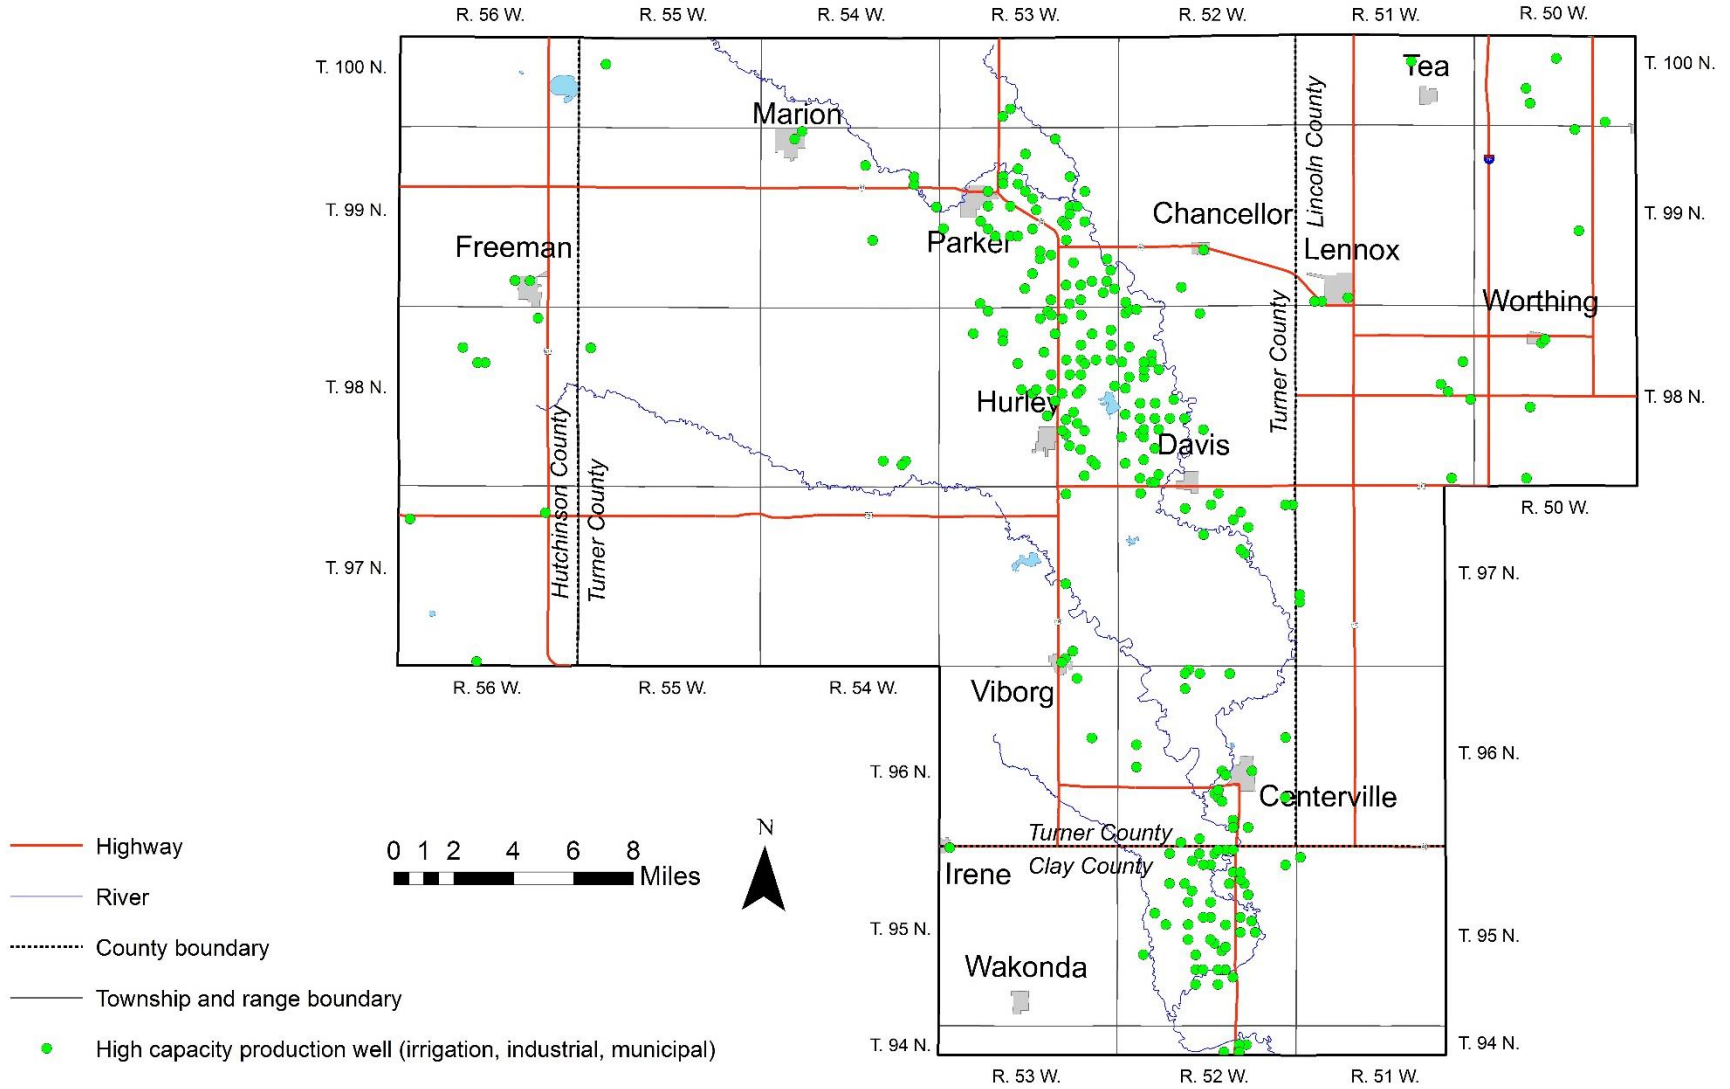 R. 56 W. R. 55 W. R. 54 W. R. 53 W. R. 52 W. R. 51 W. R. 50 W.
T. 100 N. Tea T. 100 N.
Marion
Lincoln County
T. 99 N. Chancellor T. 99 N.
Freeman Parker Lennox
Worthing
Turner County
T. 98 N. Hurley T. 98 N.
Davis
Hutchinson County
Turner County
R. 50 W.
T. 97 N. T. 97 N.
R. 56 W. R. 55 W. R. 54 W. Viborg
T. 96 N. T. 96 N.
Centerville
Turner County
Clay County
Irene
T. 95 N. T. 95 N.
Wakonda
T. 94 N. T. 94 N.
R. 53 W. R. 52 W. R. 51 W.
Highway
River
County boundary
Township and range boundary
High capacity production well (irrigation, industrial, municipal)
0 1 2 4 6 8
Miles
N